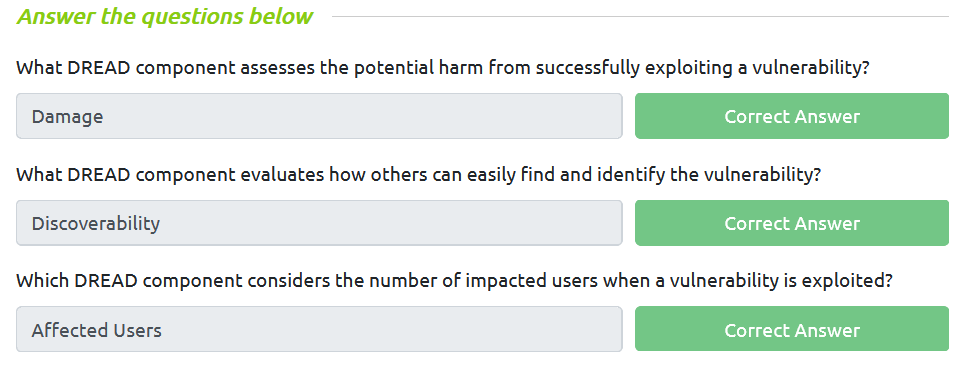 Answer the questions below
What DREAD component assesses the potential harm from successfully exploiting a vulnerability?
Damage
Correct Answer
What DREAD component evaluates how others can easily find and identify the vulnerability?
Discoverability
Correct Answer
Which DREAD component considers the number of impacted users when a vulnerability is exploited?
Affected Users
Correct Answer